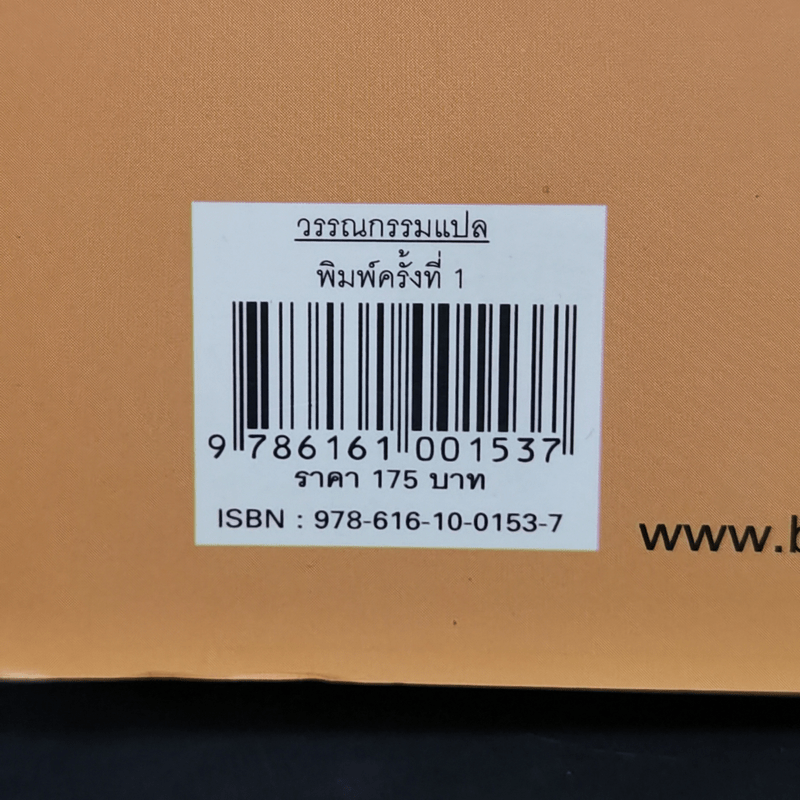 วรรณกรรมแปล
พิมพ์ครั้งที่ 1
9 786161 001537
ราคา 175 บาท
ISBN : 978-616-10-0153-7
www.b